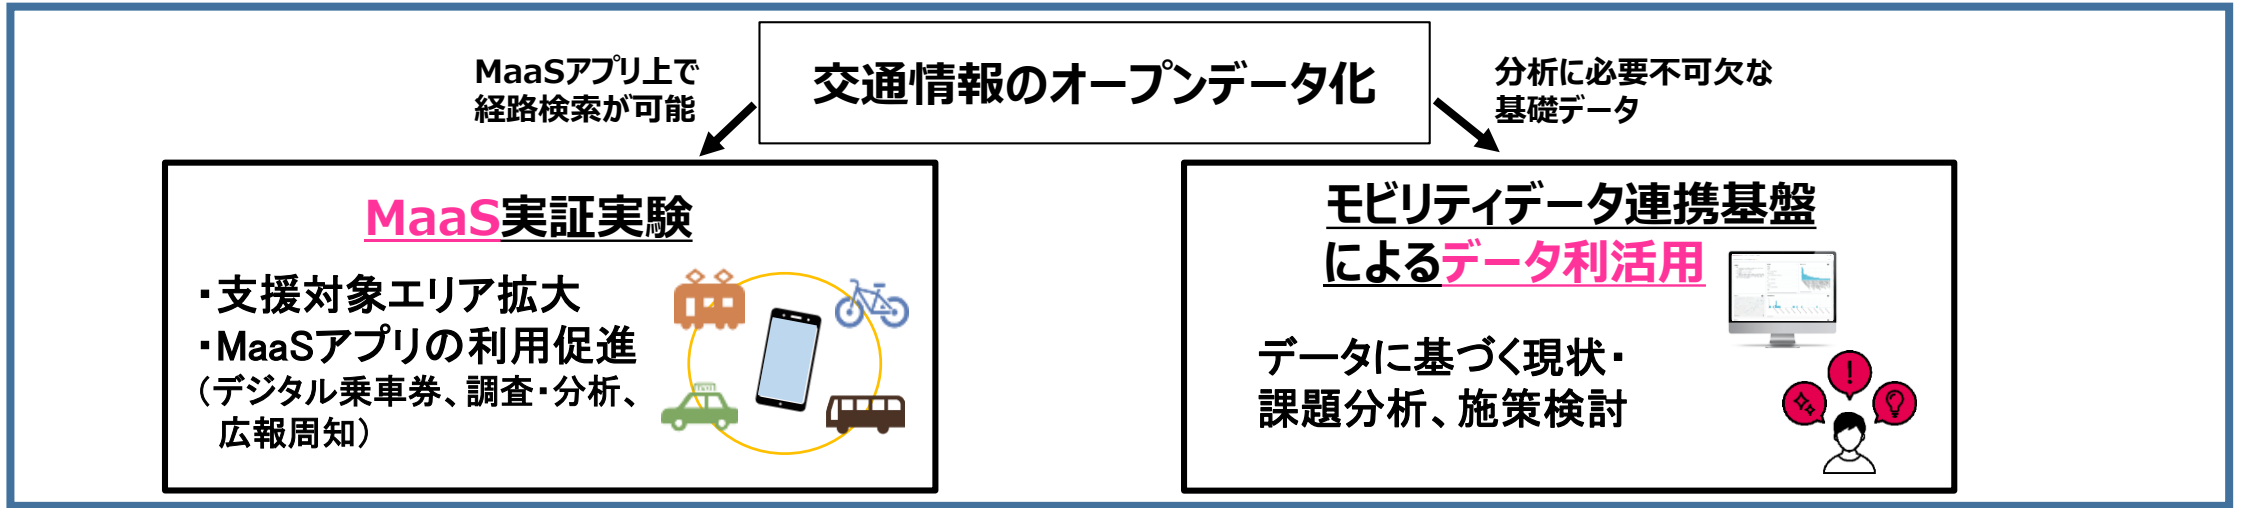 交通情報のオープンデータ化
MaaSアプリ上で
経路検索が可能
分析に必要不可欠な
基礎データ
MaaS実証実験
・支援対象エリア拡大
・MaaSアプリの利用促進
（デジタル乗車券、調査・分析、
広報周知）
モビリティデータ連携基盤
によるデータ利活用
データに基づく現状・
課題分析、施策検討